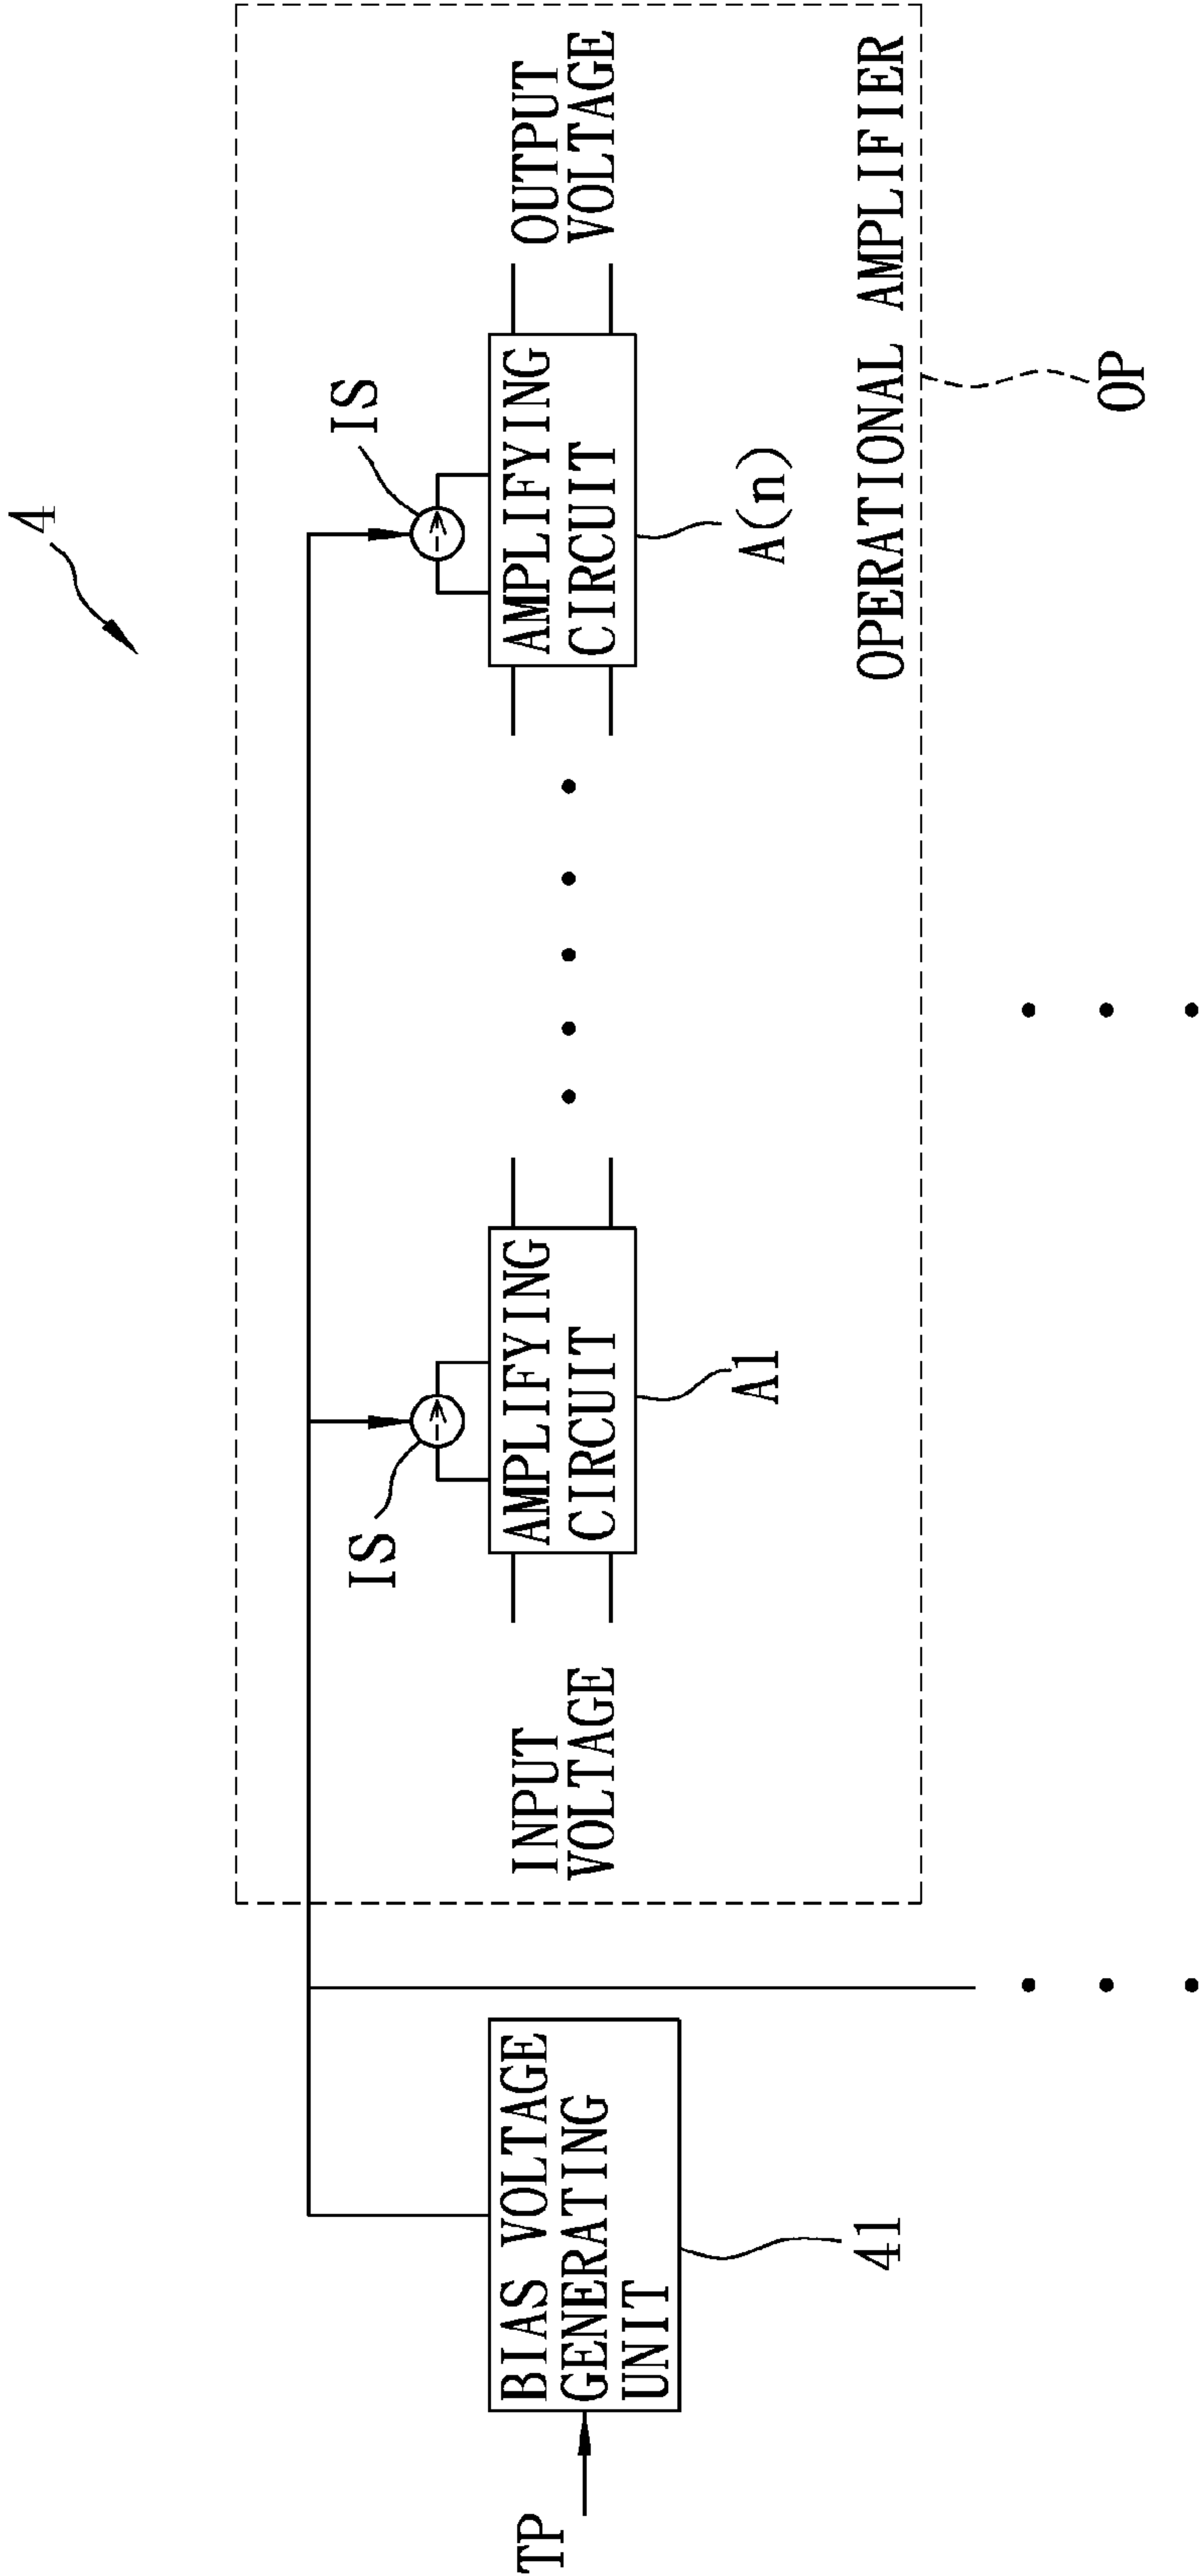 4
IS
IS
INPUT
VOLTAGE
AMPLIFYING
CIRCUIT
AMPLIFYING
CIRCUIT
OUTPUT
VOLTAGE
A1
A(n)
OPERATIONAL AMPLIFIER
OP
TP
BIAS VOLTAGE
GENERATING
UNIT
41